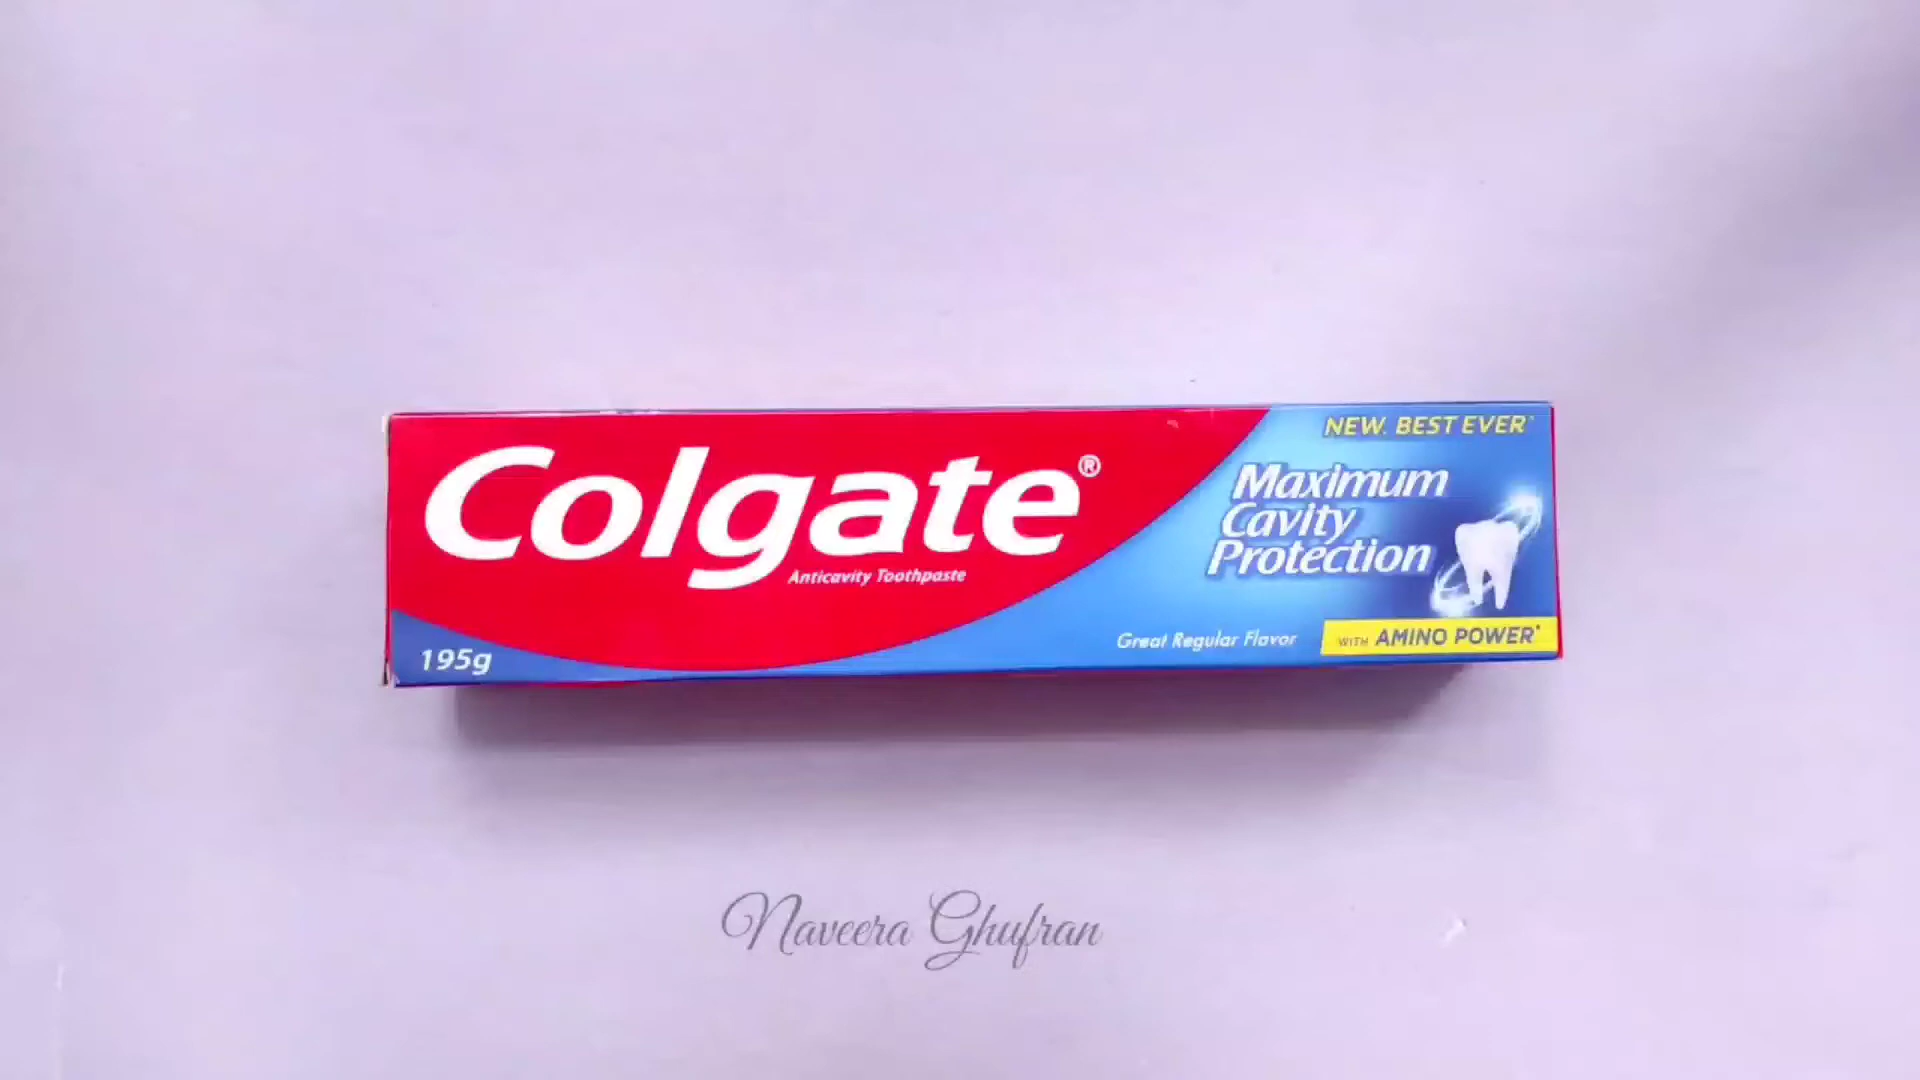 Colgate®
Anticavity Toothpaste
195g
NEW. BEST EVER*
Maximum
Cavity
Protection
Great Regular Flavor
WITH AMINO POWER*
Naveera Ghufran